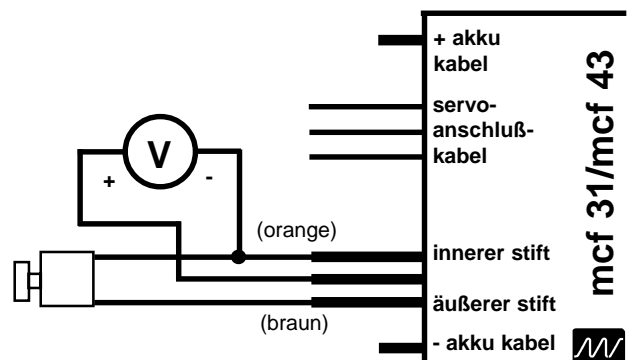 + akku
kabel
servo-
anschluß-
kabel
mcf 31/mcf 43
V
+ -
(orange)
innerer stift
äußerer stift
(braun)
- akku kabel